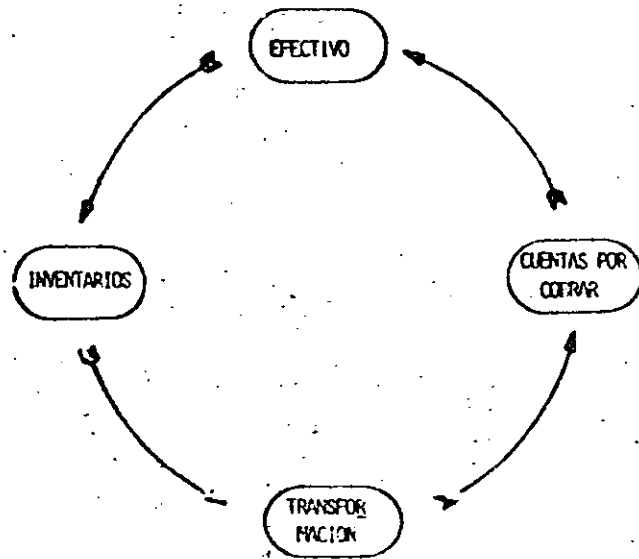 EFECTIVO
INVENTARIOS
CUENTAS POR
COBRAR
TRANSFOR
MACION